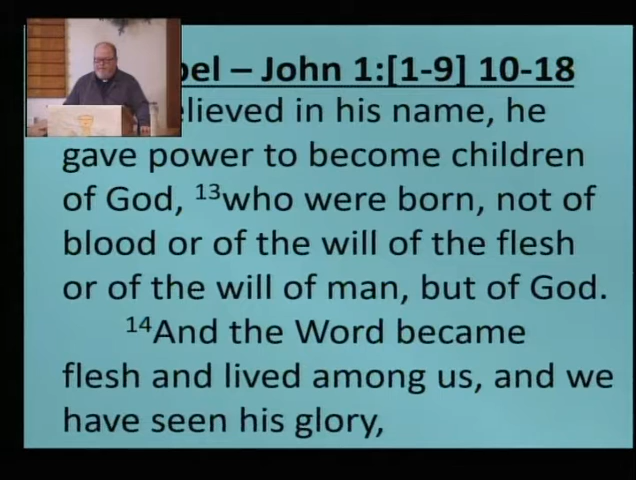 pel – John 1:[1-9] 10-18
elieved in his name, he
gave power to become children
of God, ¹³who were born, not of
blood or of the will of the flesh
or of the will of man, but of God.
¹⁴And the Word became
flesh and lived among us, and we
have seen his glory,